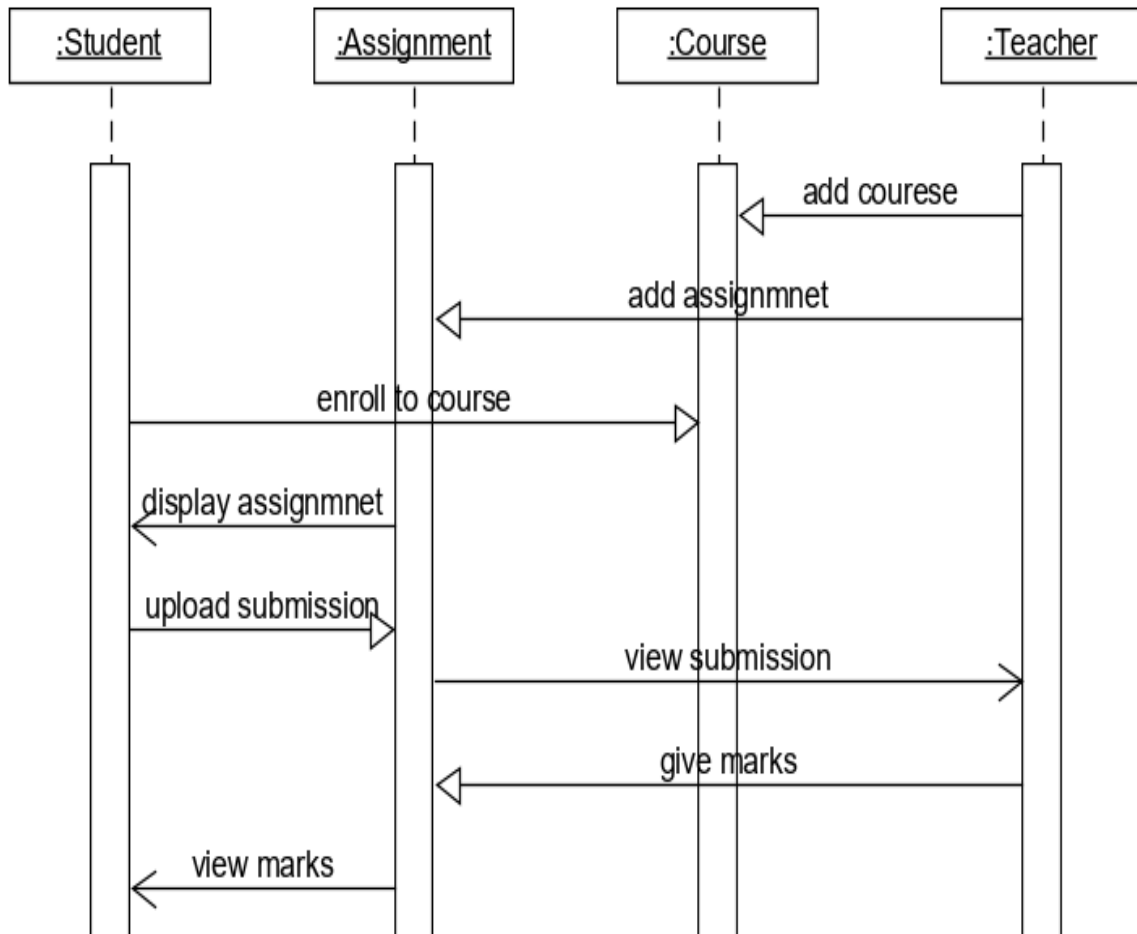 :Student
:Assignment
:Course
:Teacher
add courese
add assignmnet
enroll to course
display assignmnet
upload submission
view submission
give marks
view marks